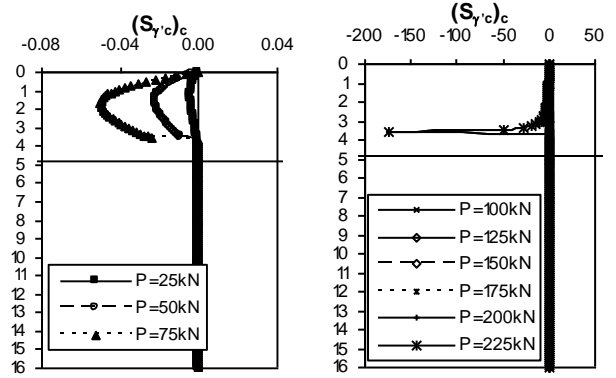 (Sγ'c)c
-0.08 -0.04 0.00 0.04
0
1
2
3
4
5
6
7
8
9
10
11
12
13
14
15
16
P=25kN
P=50kN
P=75kN
(Sγ'c)c
-200 -150 -100 -50 0 50
0
1
2
3
4
5
6
7
8
9
10
11
12
13
14
15
16
P=100kN
P=125kN
P=150kN
P=175kN
P=200kN
P=225kN